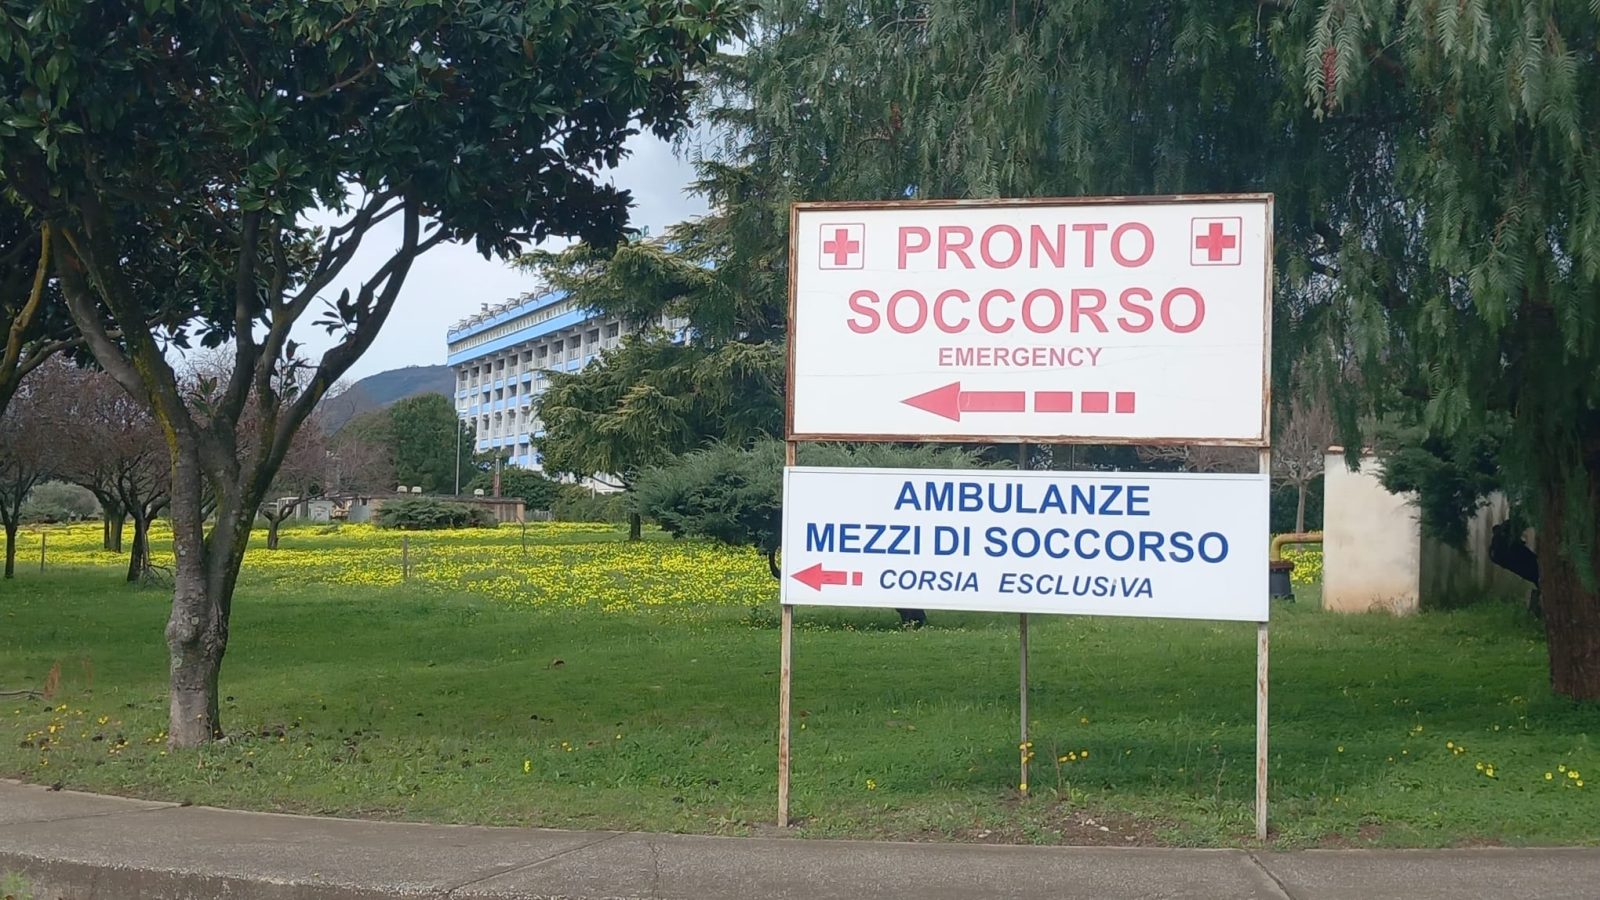 PRONTO
SOCCORSO
EMERGENCY
AMBULANZE
MEZZI DI SOCCORSO
CORSIA ESCLUSiVA